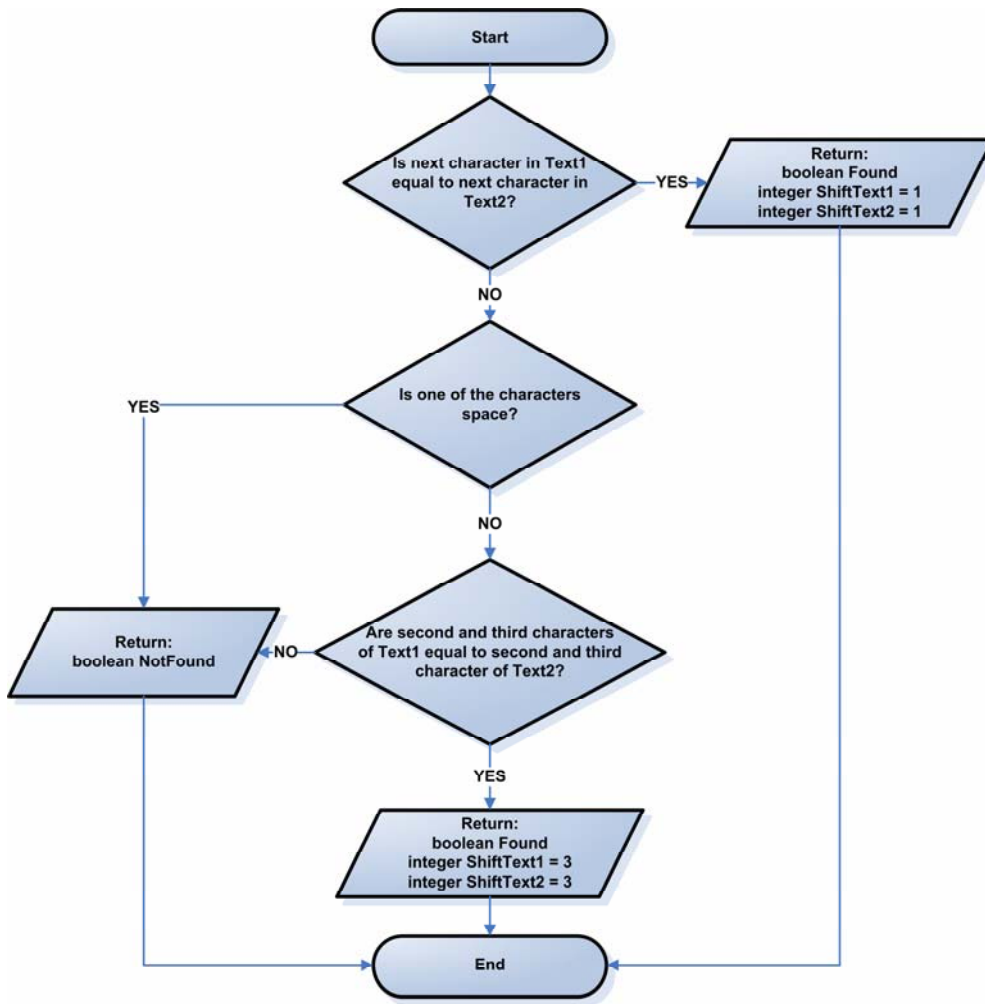 Start
Is next character in Text1
equal to next character in
Text2?
YES
Return:
boolean Found
integer ShiftText1 = 1
integer ShiftText2 = 1
NO
Is one of the characters
space?
YES
NO
Are second and third characters
of Text1 equal to second and third
character of Text2?
NO
Return:
boolean NotFound
YES
Return:
boolean Found
integer ShiftText1 = 3
integer ShiftText2 = 3
End